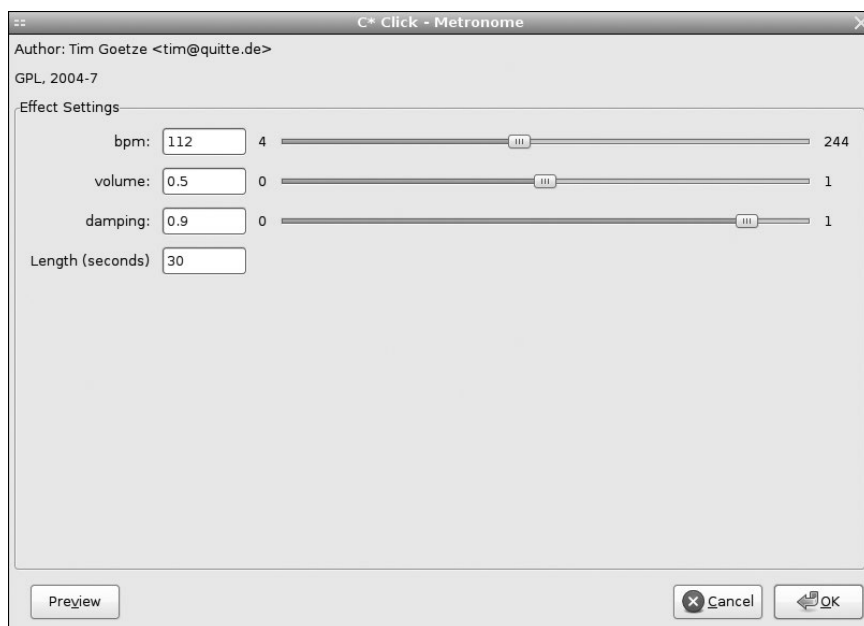 C* Click - Metronome
Author: Tim Goetze <tim@quitte.de>
GPL, 2004-7
Effect Settings
bpm: 112 4 244
volume: 0.5 0 1
damping: 0.9 0 1
Length (seconds) 30
Preview Cancel OK